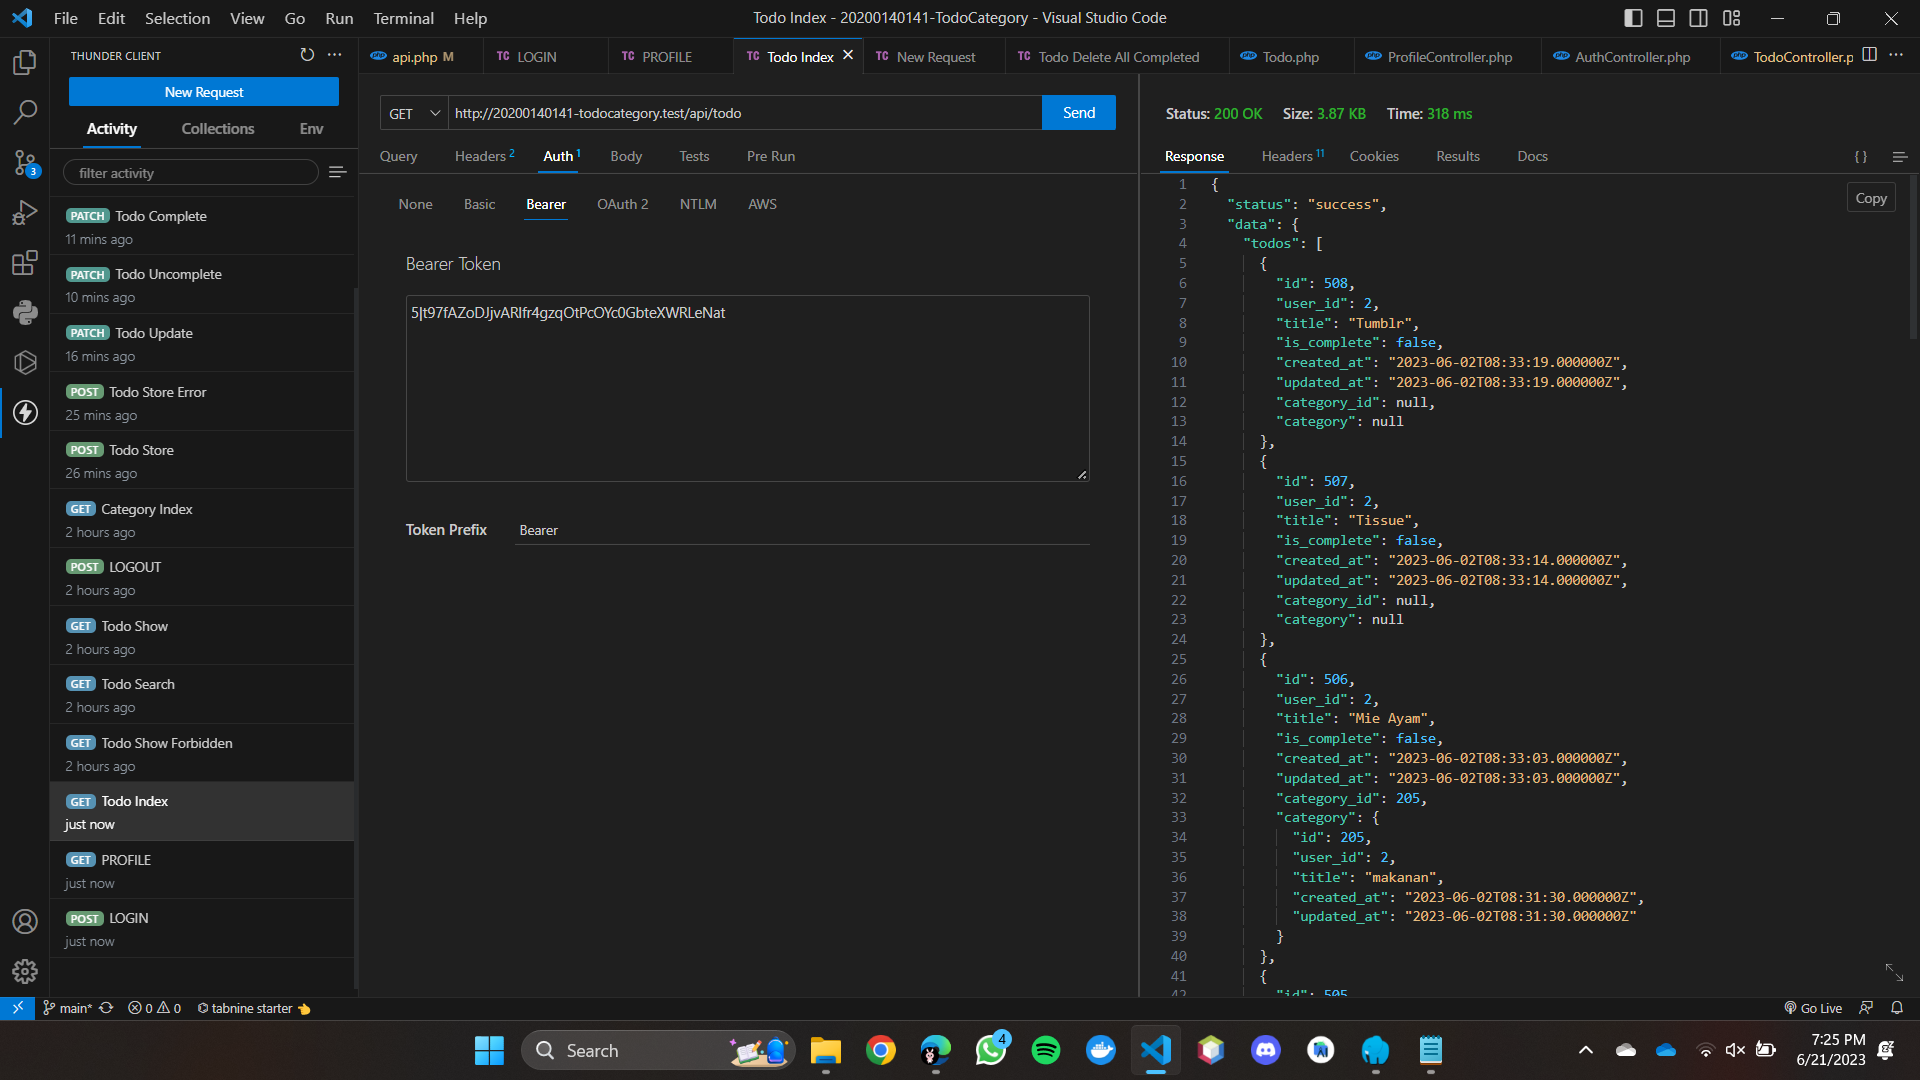 File Edit Selection View Go Run Terminal Help
Todo Index - 20200140141-TodoCategory - Visual Studio Code
THUNDER CLIENT
New Request
Activity Collections Env
filter activity
PATCH Todo Complete
11 mins ago
PATCH Todo Uncomplete
10 mins ago
PATCH Todo Update
16 mins ago
POST Todo Store Error
25 mins ago
POST Todo Store
26 mins ago
GET Category Index
2 hours ago
POST LOGOUT
2 hours ago
GET Todo Show
2 hours ago
GET Todo Search
2 hours ago
GET Todo Show Forbidden
2 hours ago
GET Todo Index
just now
GET PROFILE
just now
POST LOGIN
just now
3
api.php M
TC LOGIN
TC PROFILE
TC Todo Index
TC New Request
TC Todo Delete All Completed
Todo.php
ProfileController.php
AuthController.php
TodoController.p
GET http://20200140141-todocategory.test/api/todo Send
Query Headers 2 Auth 1 Body Tests Pre Run
None Basic Bearer OAuth 2 NTLM AWS
Bearer Token
5|t97fAZoDJjvARIfr4gzqOtPcOYc0GbteXWRLeNat
Token Prefix Bearer
Status: 200 OK Size: 3.87 KB Time: 318 ms
Response Headers 11 Cookies Results Docs {}
Copy
1 {
2 "status": "success",
3 "data": {
4 "todos": [
5 {
6 "id": 508,
7 "user_id": 2,
8 "title": "Tumblr",
9 "is_complete": false,
10 "created_at": "2023-06-02T08:33:19.000000Z",
11 "updated_at": "2023-06-02T08:33:19.000000Z",
12 "category_id": null,
13 "category": null
14 },
15 {
16 "id": 507,
17 "user_id": 2,
18 "title": "Tissue",
19 "is_complete": false,
20 "created_at": "2023-06-02T08:33:14.000000Z",
21 "updated_at": "2023-06-02T08:33:14.000000Z",
22 "category_id": null,
23 "category": null
24 },
25 {
26 "id": 506,
27 "user_id": 2,
28 "title": "Mie Ayam",
29 "is_complete": false,
30 "created_at": "2023-06-02T08:33:03.000000Z",
31 "updated_at": "2023-06-02T08:33:03.000000Z",
32 "category_id": 205,
33 "category": {
34 "id": 205,
35 "user_id": 2,
36 "title": "makanan",
37 "created_at": "2023-06-02T08:31:30.000000Z",
38 "updated_at": "2023-06-02T08:31:30.000000Z"
39 }
40 },
41 {
42 "id": 505
main* 0 0 tabnine starter
Go Live
Search
4
7:25 PM
6/21/2023